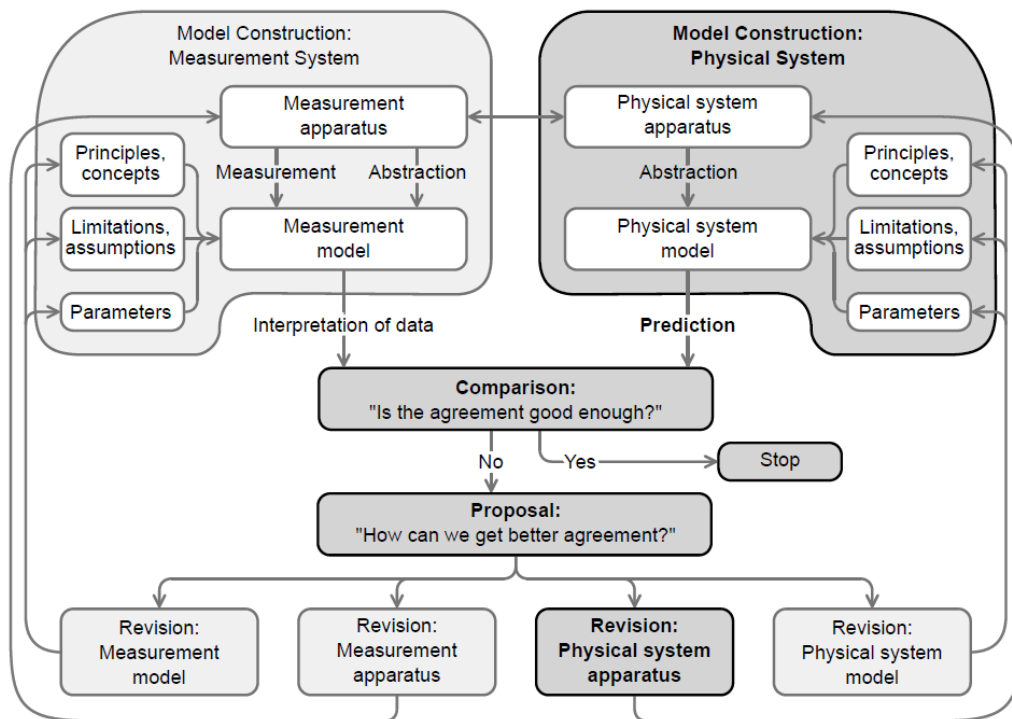 Model Construction:
Measurement System
Model Construction:
Physical System
Measurement
apparatus
Physical system
apparatus
Principles,
concepts
Measurement
Abstraction
Abstraction
Principles,
concepts
Limitations,
assumptions
Measurement
model
Physical system
model
Limitations,
assumptions
Parameters
Parameters
Interpretation of data
Prediction
Comparison:
"Is the agreement good enough?"
No
Yes
Stop
Proposal:
"How can we get better agreement?"
Revision:
Measurement
model
Revision:
Measurement
apparatus
Revision:
Physical system
apparatus
Revision:
Physical system
model